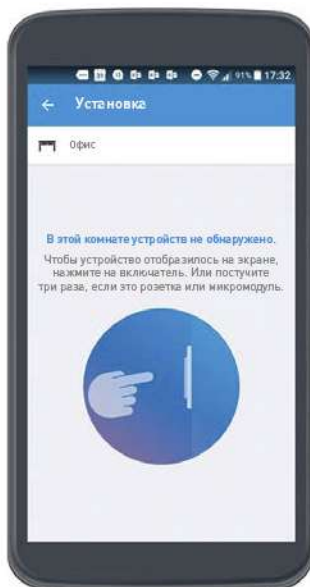 91% 17:32
Установка
Офис
В этой комнате устройств не обнаружено.
Чтобы устройство отобразилось на экране,
нажмите на включатель. Или постучите
три раза, если это розетка или микромодуль.